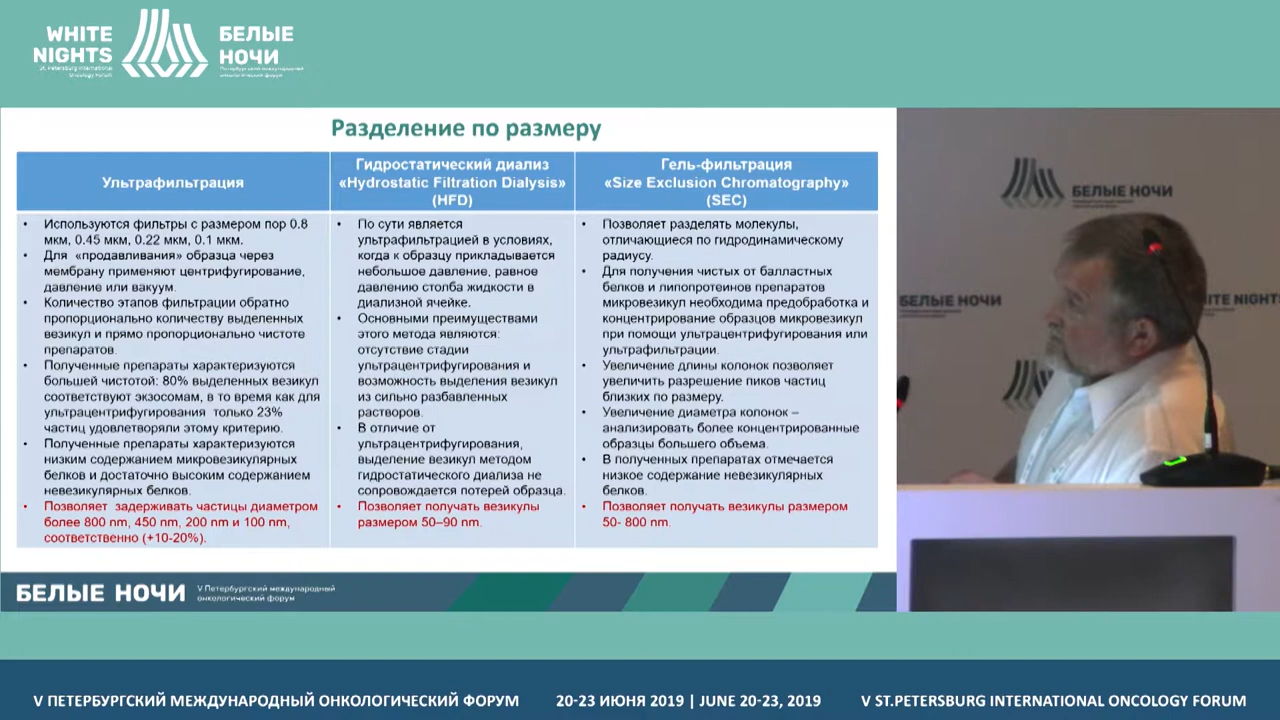 WHITE
NIGHTS
St. Petersburg International
Oncology Forum
БЕЛЫЕ
НОЧИ
Петербургский международный
онкологический форум
Разделение по размеру
Ультрафильтрация
• Используются фильтры с размером пор 0.8
мкм, 0.45 мкм, 0.22 мкм, 0.1 мкм.
• Для «продавливания» образца через
мембрану применяют центрифугирование,
давление или вакуум.
• Количество этапов фильтрации обратно
пропорционально количеству выделенных
везикул и прямо пропорционально чистоте
препаратов.
• Полученные препараты характеризуются
большей чистотой: 80% выделенных везикул
соответствуют экзосомам, в то время как для
ультрацентрифугирования только 23%
частиц удовлетворяли этому критерию.
• Полученные препараты характеризуются
низким содержанием микровезикулярных
белков и достаточно высоким содержанием
невезикулярных белков.
• Позволяет задерживать частицы диаметром
более 800 nm, 450 nm, 200 nm и 100 nm,
соответственно (+10-20%).
Гидростатический диализ
«Hydrostatic Filtration Dialysis»
(HFD)
• По сути является
ультрафильтрацией в условиях,
когда к образцу прикладывается
небольшое давление, равное
давлению столба жидкости в
диализной ячейке.
• Основными преимуществами
этого метода являются:
отсутствие стадии
ультрацентрифугирования и
возможность выделения везикул
из сильно разбавленных
растворов.
• В отличие от
ультрацентрифугирования,
выделение везикул методом
гидростатического диализа не
сопровождается потерей образца.
• Позволяет получать везикулы
размером 50–90 nm.
Гель-фильтрация
«Size Exclusion Chromatography»
(SEC)
• Позволяет разделять молекулы,
отличающиеся по гидродинамическому
радиусу.
• Для получения чистых от балластных
белков и липопротеинов препаратов
микровезикул необходима предобработка и
концентрирование образцов микровезикул
при помощи ультрацентрифугирования или
ультрафильтрации.
• Увеличение длины колонок позволяет
увеличить разрешение пиков частиц
близких по размеру.
• Увеличение диаметра колонок –
анализировать более концентрированные
образцы большего объема.
• В полученных препаратах отмечается
низкое содержание невезикулярных
белков.
• Позволяет получать везикулы размером
50- 800 nm.
БЕЛЫЕ НОЧИ
V Петербургский международный
онкологический форум
БЕЛЫЕ НОЧИ
БЕЛЫЕ НОЧИ
WHITE NIGHTS
V ПЕТЕРБУРГСКИЙ МЕЖДУНАРОДНЫЙ ОНКОЛОГИЧЕСКИЙ ФОРУМ
20-23 ИЮНЯ 2019 | JUNE 20-23, 2019
V ST.PETERSBURG INTERNATIONAL ONCOLOGY FORUM